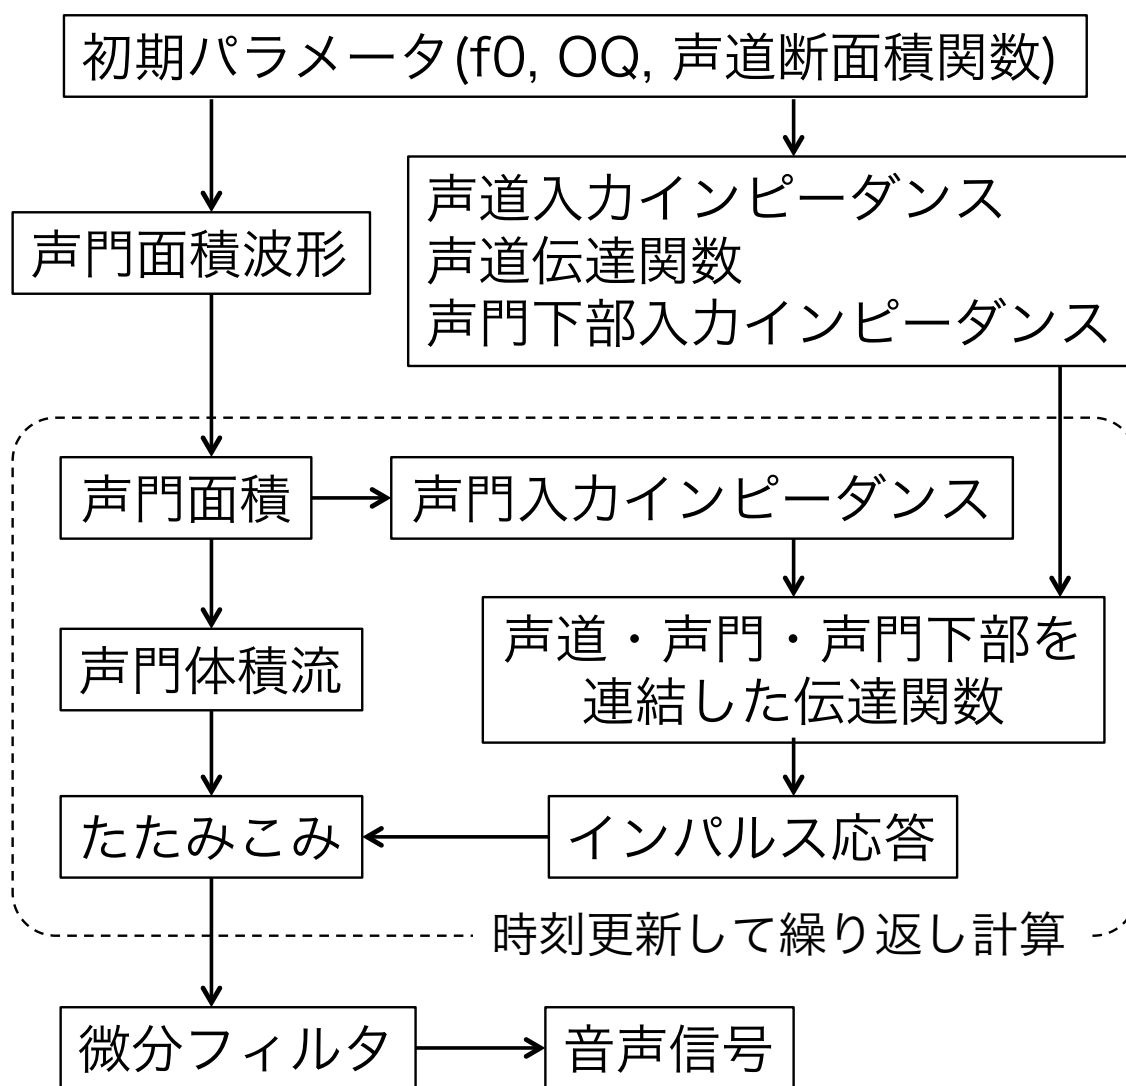 初期パラメータ(f0, OQ, 声道断面積関数)
声道入力インピーダンス
声道伝達関数
声門下部入力インピーダンス
声門面積波形
声門面積
声門入力インピーダンス
声道・声門・声門下部を
連結した伝達関数
声門体積流
たたみこみ
インパルス応答
時刻更新して繰り返し計算
微分フィルタ
音声信号